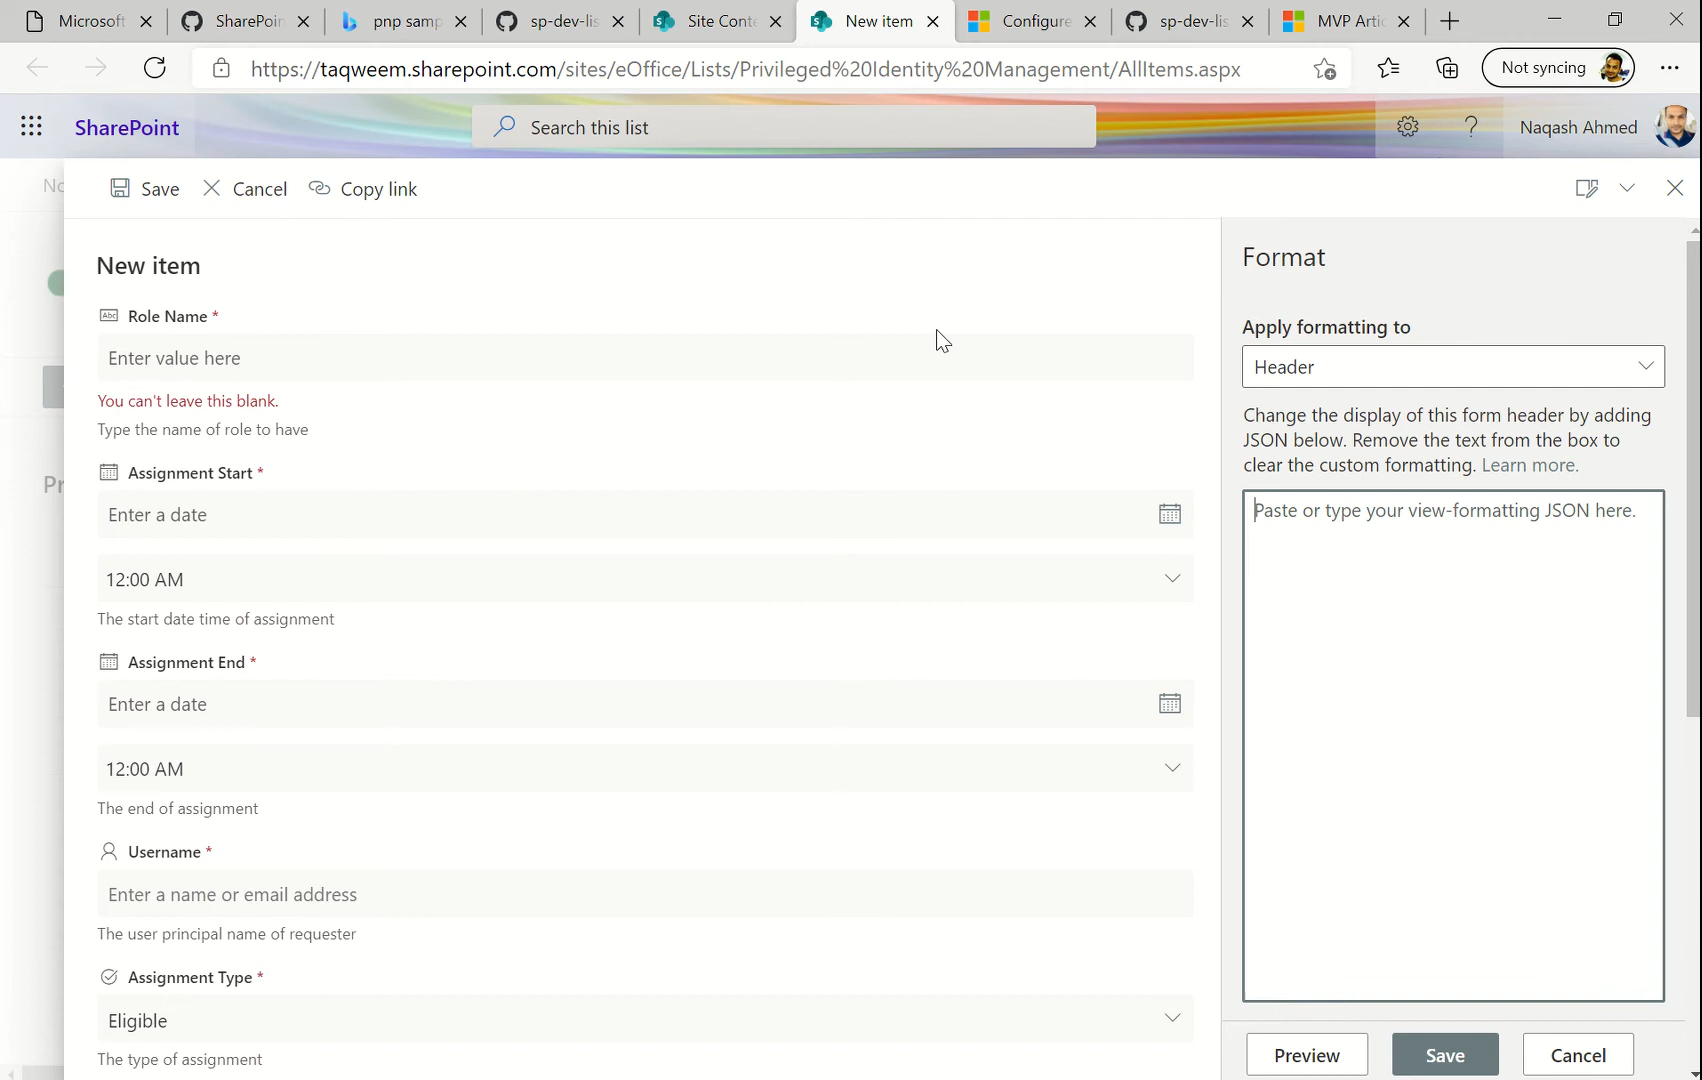 Microsoft
SharePoin
pnp samp
sp-dev-lis
Site Conte
New item
Configure
sp-dev-lis
MVP Artic
https://taqweem.sharepoint.com/sites/eOffice/Lists/Privileged%20Identity%20Management/AllItems.aspx
Not syncing
SharePoint
Search this list
?
Naqash Ahmed
Save
Cancel
Copy link
New item
Abc
Role Name *
Enter value here
You can't leave this blank.
Type the name of role to have
Assignment Start *
Enter a date
12:00 AM
The start date time of assignment
Assignment End *
Enter a date
12:00 AM
The end of assignment
Username *
Enter a name or email address
The user principal name of requester
Assignment Type *
Eligible
The type of assignment
Format
Apply formatting to
Header
Change the display of this form header by adding
JSON below. Remove the text from the box to
clear the custom formatting. Learn more.
Paste or type your view-formatting JSON here.
Preview
Save
Cancel